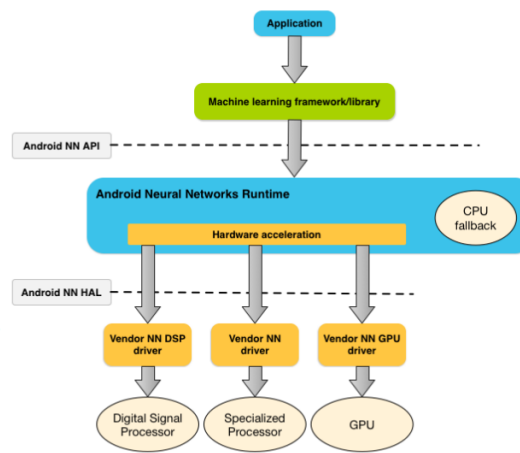 Application
Machine learning framework/library
Android NN API
Android Neural Networks Runtime
CPU
fallback
Hardware acceleration
Android NN HAL
Vendor NN DSP
driver
Vendor NN
driver
Vendor NN GPU
driver
Digital Signal
Processor
Specialized
Processor
GPU